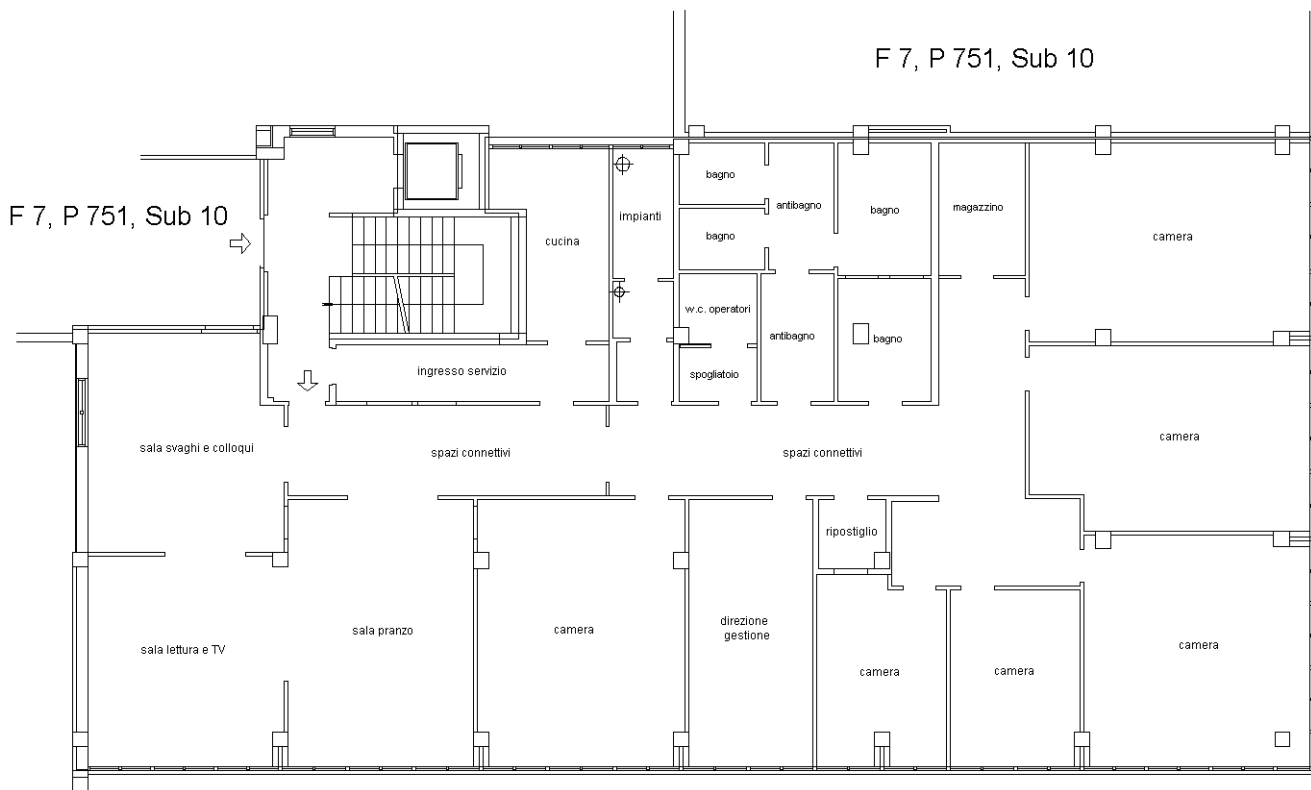 F 7, P 751, Sub 10
F 7, P 751, Sub 10
bagno
impianti
antibagno
bagno
magazzino
cucina
bagno
camera
w.c. operatori
antibagno
bagno
ingresso servizio
spogliatoio
camera
sala svaghi e colloqui
spazi connettivi
spazi connettivi
ripostiglio
sala lettura e TV
sala pranzo
camera
direzione
gestione
camera
camera
camera